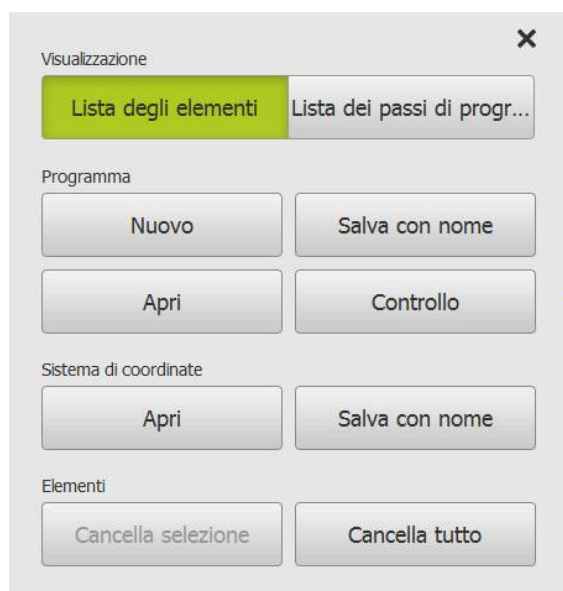 Visualizzazione
Lista degli elementi
Lista dei passi di progr...
Programma
Nuovo
Salva con nome
Apri
Controllo
Sistema di coordinate
Apri
Salva con nome
Elementi
Cancella selezione
Cancella tutto